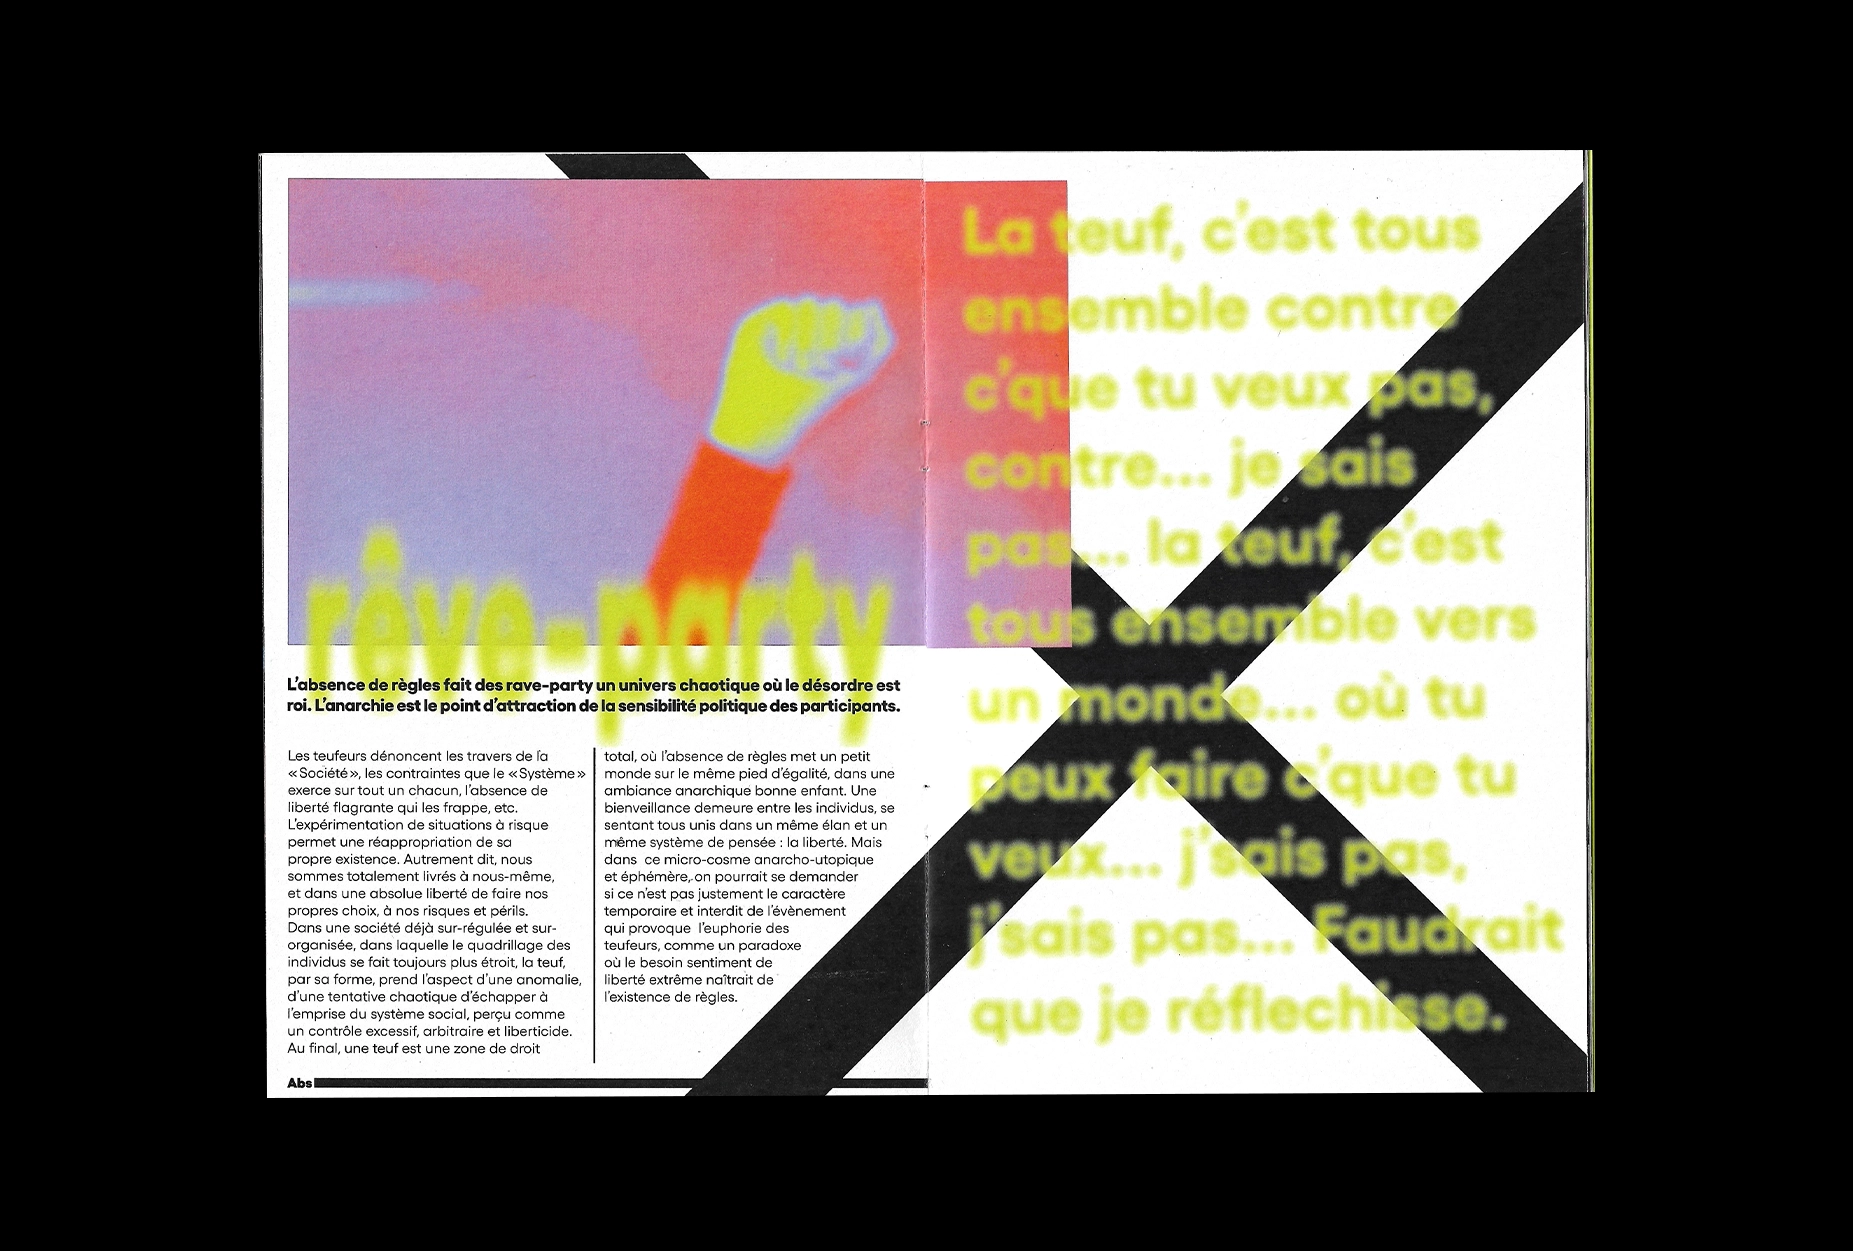 rêve-party
L'absence de règles fait des rave-party un univers chaotique où le désordre est
roi. L'anarchie est le point d'attraction de la sensibilité politique des participants.
Les teufeurs dénoncent les travers de la
«Société», les contraintes que le «Système»
exerce sur tout un chacun, l'absence de
liberté flagrante qui les frappe, etc.
L'expérimentation de situations à risque
permet une réappropriation de sa
propre existence. Autrement dit, nous
sommes totalement livrés à nous-même,
et dans une absolue liberté de faire nos
propres choix, à nos risques et périls.
Dans une société déjà sur-régulée et sur-
organisée, dans laquelle le quadrillage des
individus se fait toujours plus étroit, la teuf,
par sa forme, prend l'aspect d'une anomalie,
d'une tentative chaotique d'échapper à
l'emprise du système social, perçu comme
un contrôle excessif, arbitraire et liberticide.
Au final, une teuf est une zone de droit
total, où l'absence de règles met un petit
monde sur le même pied d'égalité, dans une
ambiance anarchique bonne enfant. Une
bienveillance demeure entre les individus, se
sentant tous unis dans un même élan et un
même système de pensée : la liberté. Mais
dans ce micro-cosme anarcho-utopique
et éphémère, on pourrait se demander
si ce n'est pas justement le caractère
temporaire et interdit de l'évènement
qui provoque l'euphorie des
teufeurs, comme un paradoxe
où le besoin sentiment de
liberté extrême naîtrait de
l'existence de règles.
Abs
La teuf, c'est tous
ensemble contre
c'que tu veux pas,
contre... je sais
pas... la teuf, c'est
tous ensemble vers
un monde... où tu
peux faire c'que tu
veux... j'sais pas,
j'sais pas... Faudrait
que je réflechisse.